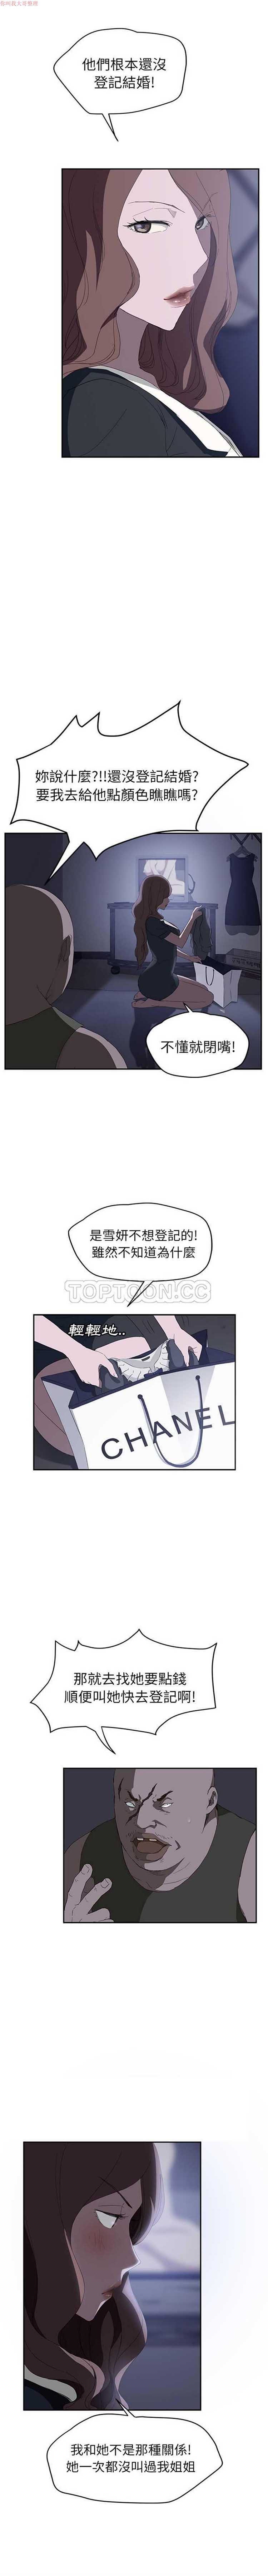 他們根本還沒
登記結婚!
妳說什麼?!!還沒登記結婚?
要我去給他點顏色瞧瞧嗎?
不懂就閉嘴!
是雪妍不想登記的!
雖然不知道為什麼
TOPTOON.CC
輕輕地..
CHANEL
那就去找她要點錢
順便叫她快去登記啊!
我和她不是那種關係!
她一次都沒叫過我姐姐